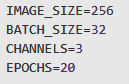 IMAGE_SIZE=256
BATCH_SIZE=32
CHANNELS=3
EPOCHS=20